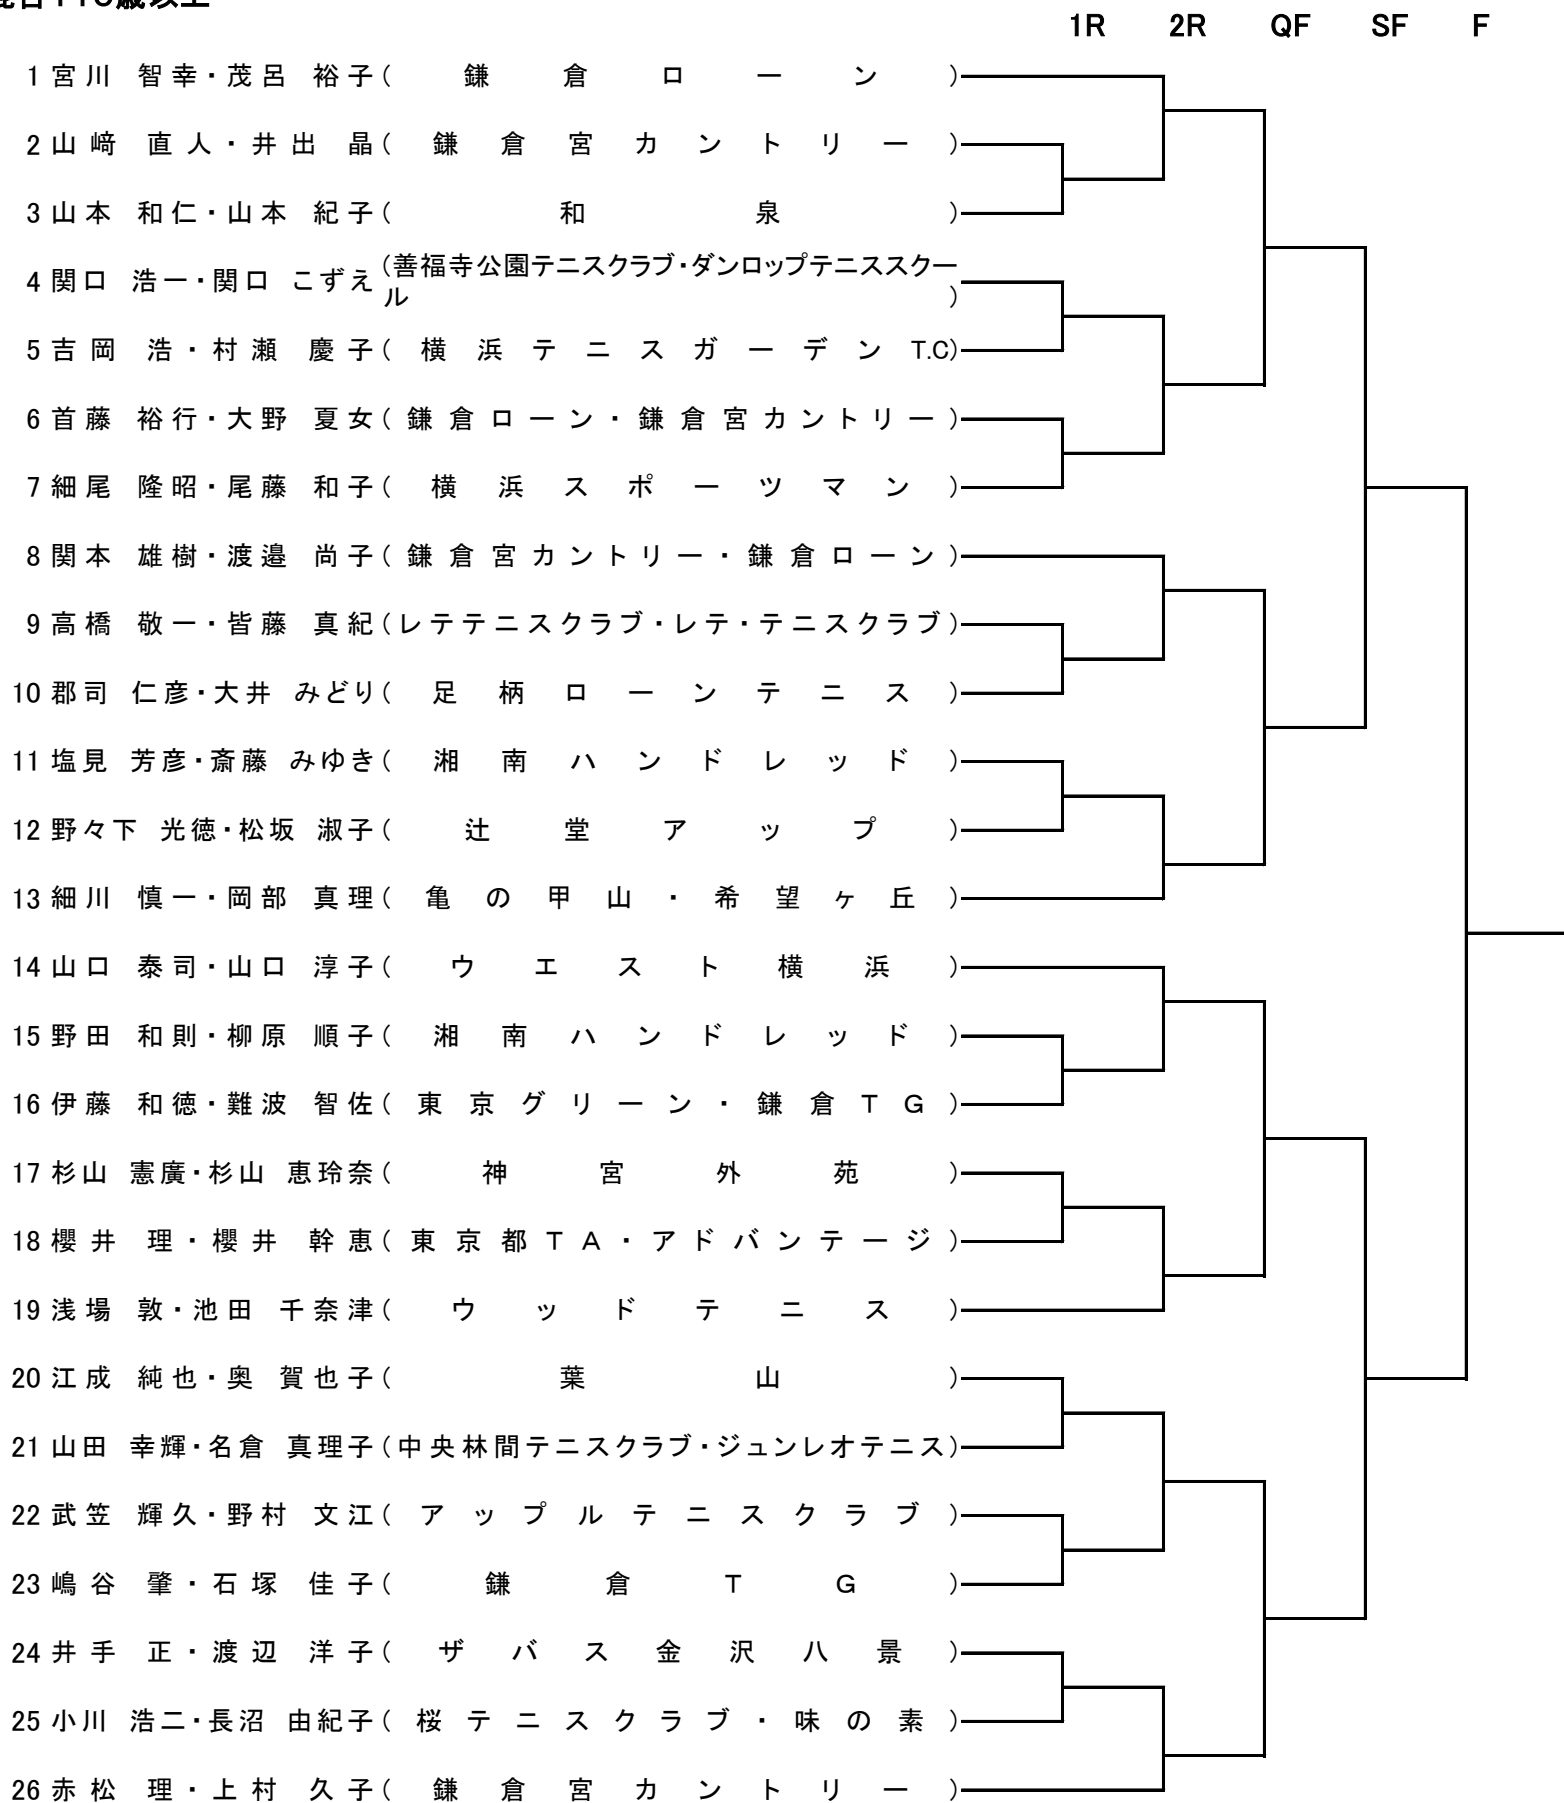 混合110歳以上
1R 2R QF SF F
1 宮川 智幸・茂呂 裕子(鎌倉ローン)
2 山﨑 直人・井出 晶(鎌倉宮カントリー)
3 山本 和仁・山本 紀子(和泉)
4 関口 浩一・関口 こずえ(善福寺公園テニスクラブ・ダンロップテニススクー
ル)
5 吉岡 浩・村瀬 慶子(横浜テニスガーデンT.C)
6 首藤 裕行・大野 夏女(鎌倉ローン・鎌倉宮カントリー)
7 細尾 隆昭・尾藤 和子(横浜スポーツマン)
8 関本 雄樹・渡邉 尚子(鎌倉宮カントリー・鎌倉ローン)
9 高橋 敬一・皆藤 真紀(レテテニスクラブ・レテ・テニスクラブ)
10 郡司 仁彦・大井 みどり(足柄ローンテニス)
11 塩見 芳彦・斎藤 みゆき(湘南ハンドレッド)
12 野々下 光徳・松坂 淑子(辻堂アップ)
13 細川 慎一・岡部 真理(亀の甲山・希望ヶ丘)
14 山口 泰司・山口 淳子(ウエスト横浜)
15 野田 和則・柳原 順子(湘南ハンドレッド)
16 伊藤 和徳・難波 智佐(東京グリーン・鎌倉TG)
17 杉山 憲廣・杉山 恵玲奈(神宮外苑)
18 櫻井 理・櫻井 幹恵(東京都TA・アドバンテージ)
19 浅場 敦・池田 千奈津(ウッドテニス)
20 江成 純也・奥 賀也子(葉山)
21 山田 幸輝・名倉 真理子(中央林間テニスクラブ・ジュンレオテニス)
22 武笠 輝久・野村 文江(アップルテニスクラブ)
23 嶋谷 肇・石塚 佳子(鎌倉TG)
24 井手 正・渡辺 洋子(ザバス金沢八景)
25 小川 浩二・長沼 由紀子(桜テニスクラブ・味の素)
26 赤松 理・上村 久子(鎌倉宮カントリー)